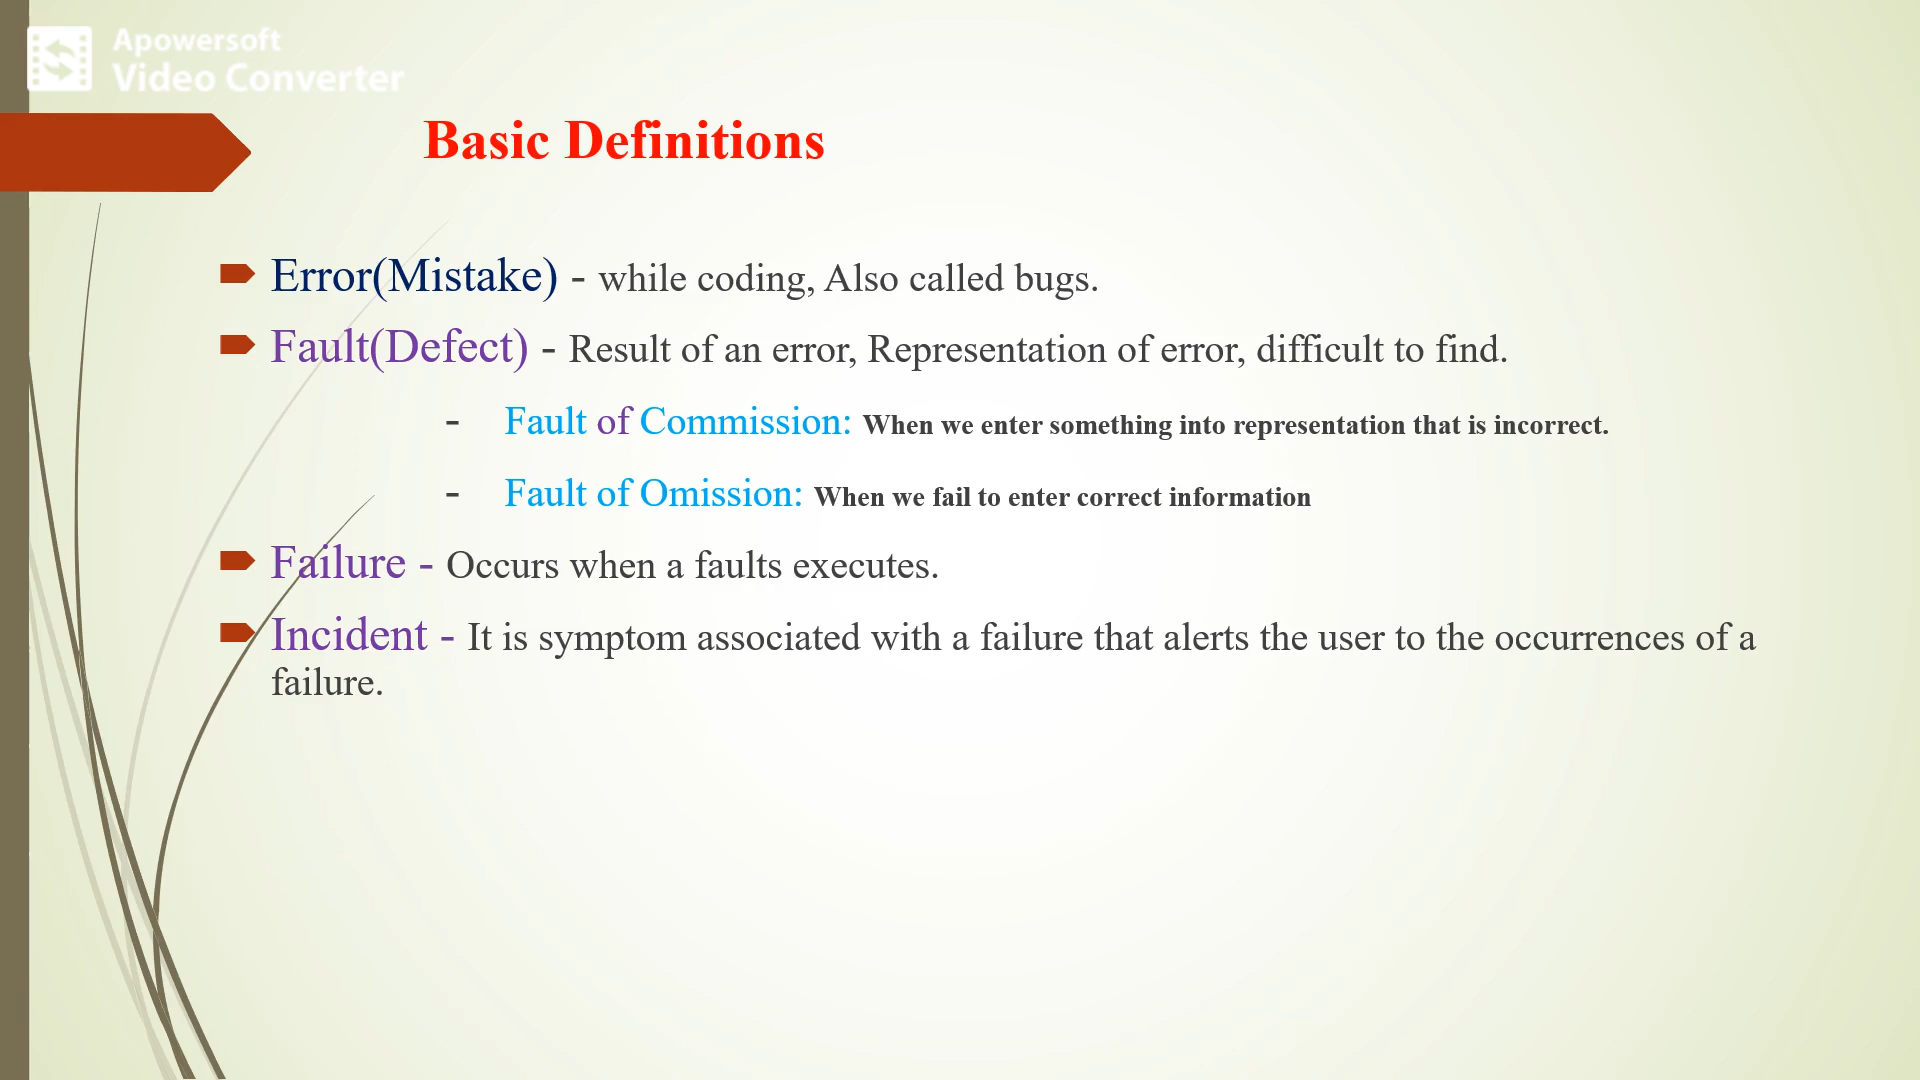 Apowersoft
Video Converter
Basic Definitions
Error(Mistake) - while coding, Also called bugs.
Fault(Defect) - Result of an error, Representation of error, difficult to find.
- Fault of Commission: When we enter something into representation that is incorrect.
- Fault of Omission: When we fail to enter correct information
Failure - Occurs when a faults executes.
Incident - It is symptom associated with a failure that alerts the user to the occurrences of a
failure.